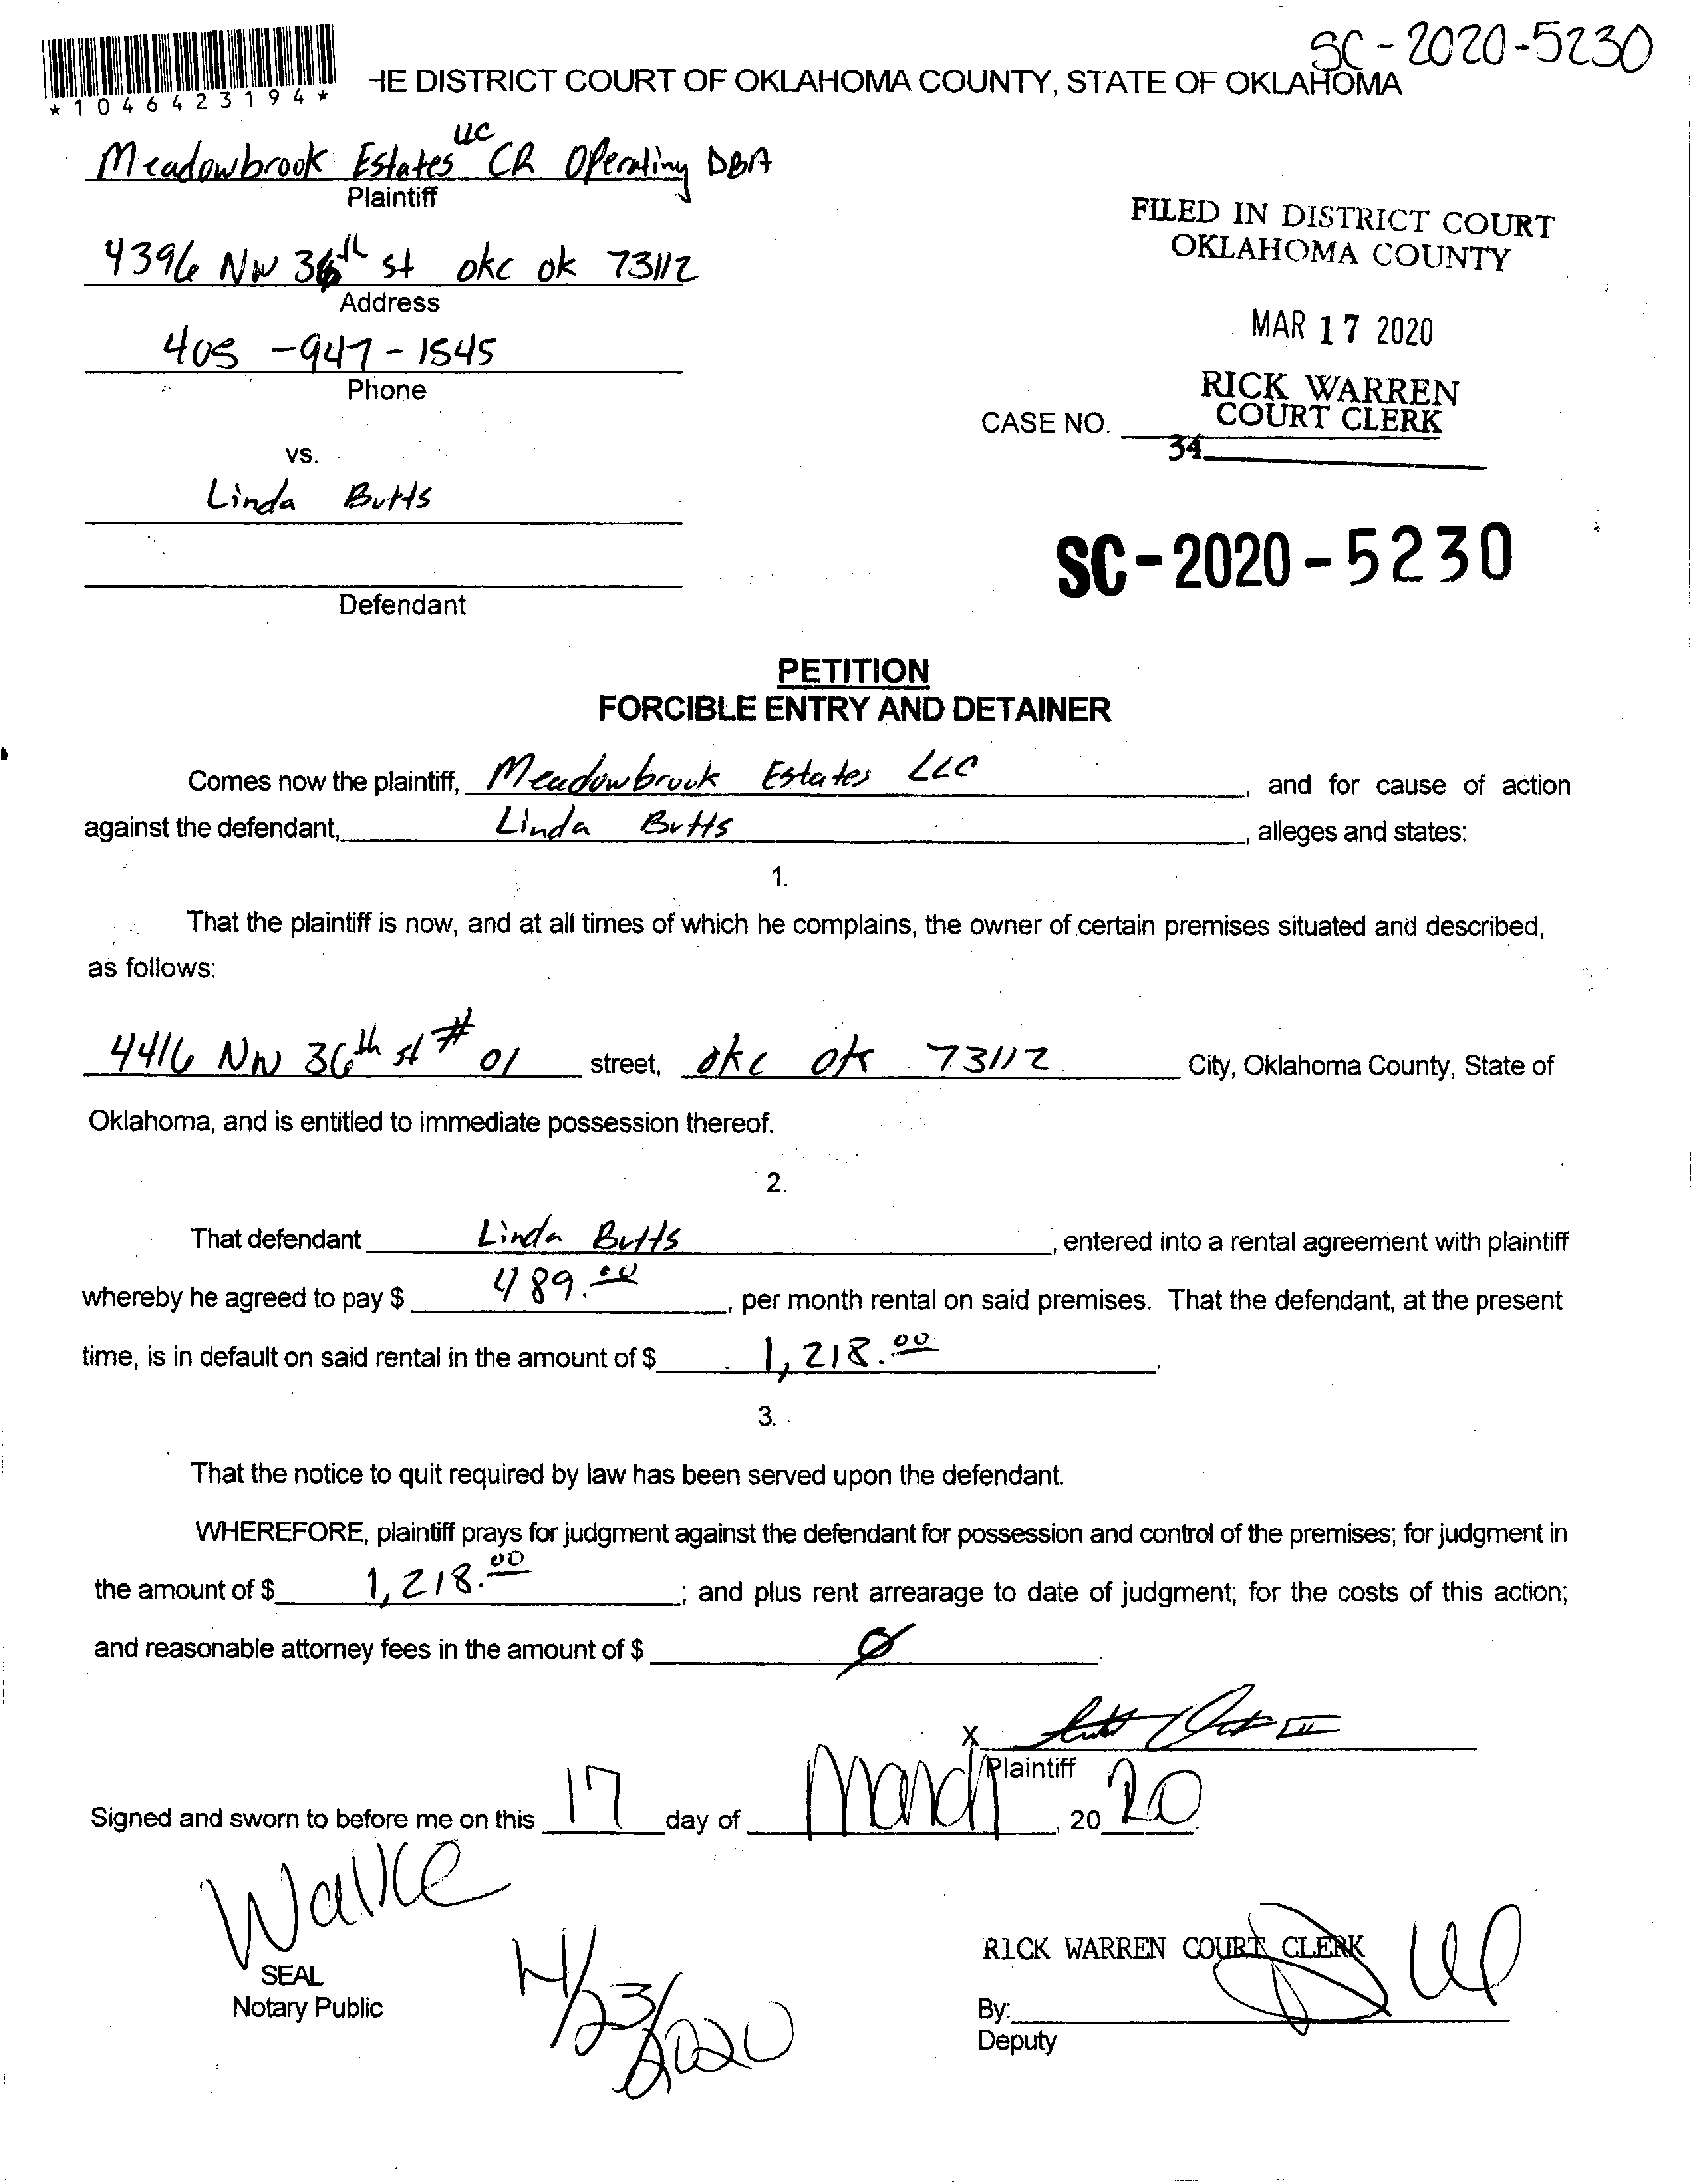 SC-2020-5230
HE DISTRICT COURT OF OKLAHOMA COUNTY, STATE OF OKLAHOMA
*1046423194*
LLC
Meadowbrook Estates CR Operating DBA
Plaintiff
FILED IN DISTRICT COURT
OKLAHOMA COUNTY
4396 NW 36th st okc ok 73112
Address
MAR 17 2020
405-947-1545
Phone
RICK WARREN
COURT CLERK
CASE NO.
34
vs.
Linda Butts
SC-2020-5230
Defendant
PETITION
FORCIBLE ENTRY AND DETAINER
Comes now the plaintiff, Meadowbrook Estates LLC, and for cause of action
against the defendant, Linda Butts, alleges and states:
1.
That the plaintiff is now, and at all times of which he complains, the owner of certain premises situated and described,
as follows:
4416 NW 36th st # 01 street, okc ok 73112 City, Oklahoma County, State of
Oklahoma, and is entitled to immediate possession thereof.
2.
That defendant Linda Butts, entered into a rental agreement with plaintiff
whereby he agreed to pay $ 489.00, per month rental on said premises. That the defendant, at the present
time, is in default on said rental in the amount of $ 1,218.00.
3.
That the notice to quit required by law has been served upon the defendant.
WHEREFORE, plaintiff prays for judgment against the defendant for possession and control of the premises; for judgment in
the amount of $ 1,218.00; and plus rent arrearage to date of judgment; for the costs of this action;
and reasonable attorney fees in the amount of $ Ø.
X
Plaintiff
Signed and sworn to before me on this 17 day of March, 2020.
SEAL
Notary Public
4/23/2020
RICK WARREN COURT CLERK
By:
Deputy